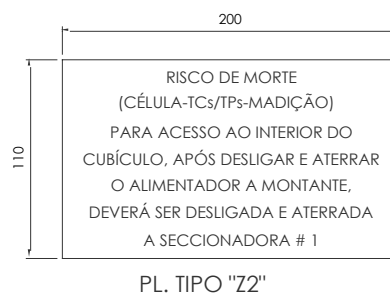 200
110
RISCO DE MORTE
(CÉLULA-TCs/TPs-MADIÇÃO)
PARA ACESSO AO INTERIOR DO
CUBÍCULO, APÓS DESLIGAR E ATERRAR
O ALIMENTADOR A MONTANTE,
DEVERÁ SER DESLIGADA E ATERRADA
A SECCIONADORA # 1
PL. TIPO "Z2"